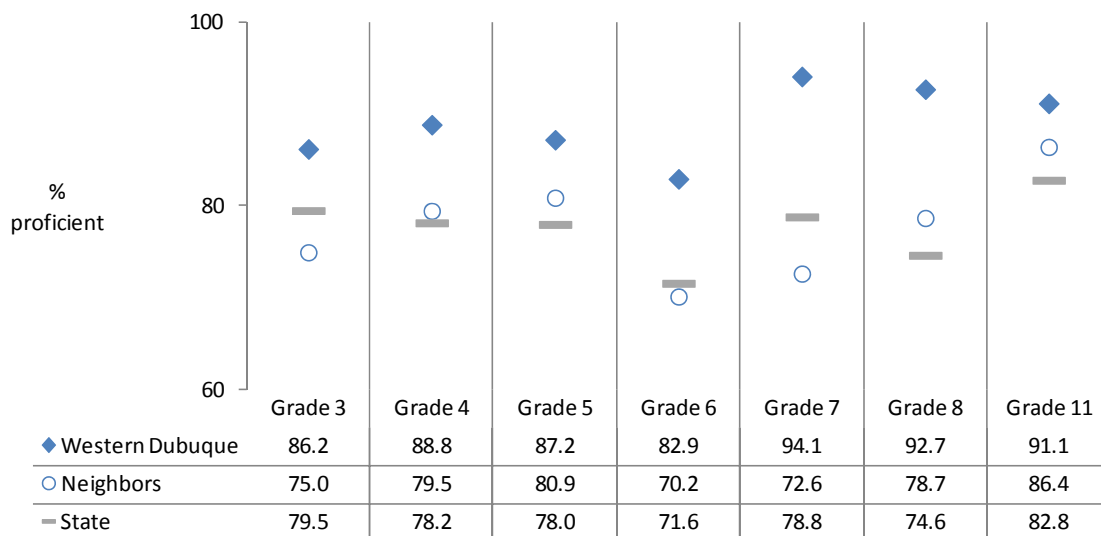 100
%
proficient
80
60
Grade 3 Grade 4 Grade 5 Grade 6 Grade 7 Grade 8 Grade 11
Western Dubuque 86.2 88.8 87.2 82.9 94.1 92.7 91.1
Neighbors 75.0 79.5 80.9 70.2 72.6 78.7 86.4
State 79.5 78.2 78.0 71.6 78.8 74.6 82.8